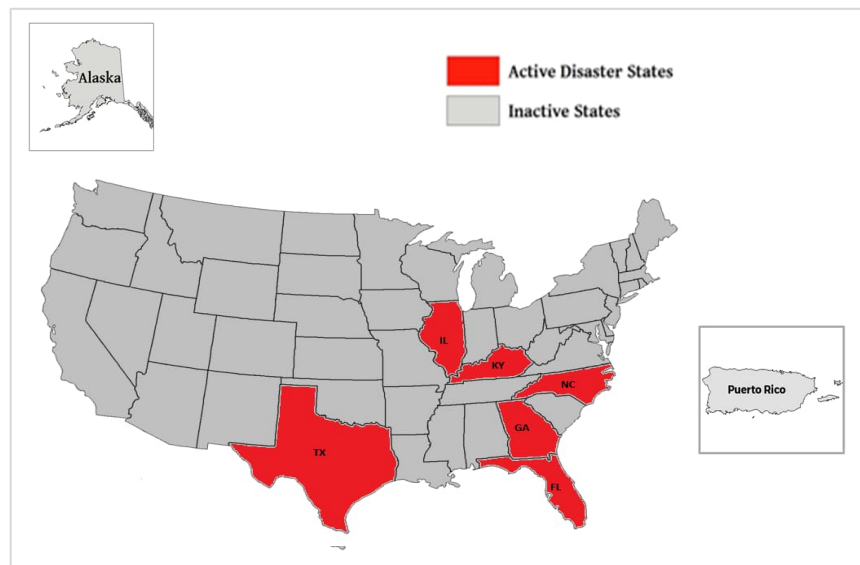 Alaska
Active Disaster States
Inactive States
IL
KY
NC
GA
TX
FL
Puerto Rico